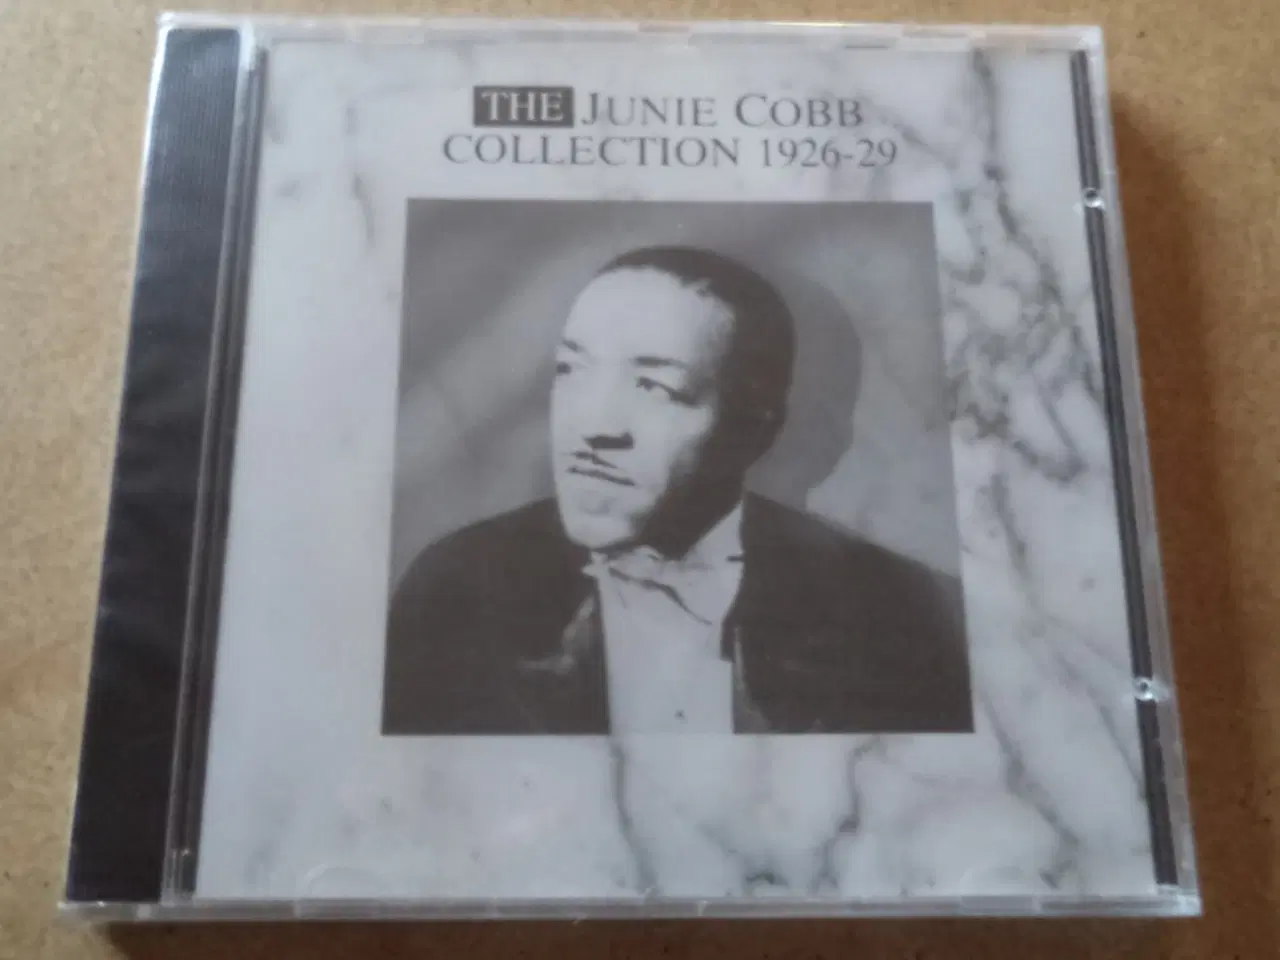 THE JUNIE COBB
COLLECTION 1926-29